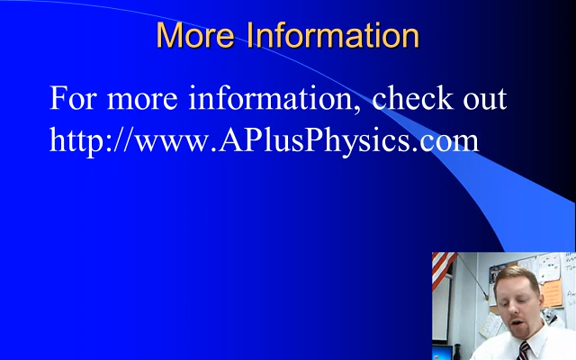 More Information
For more information, check out
http://www.APlusPhysics.com